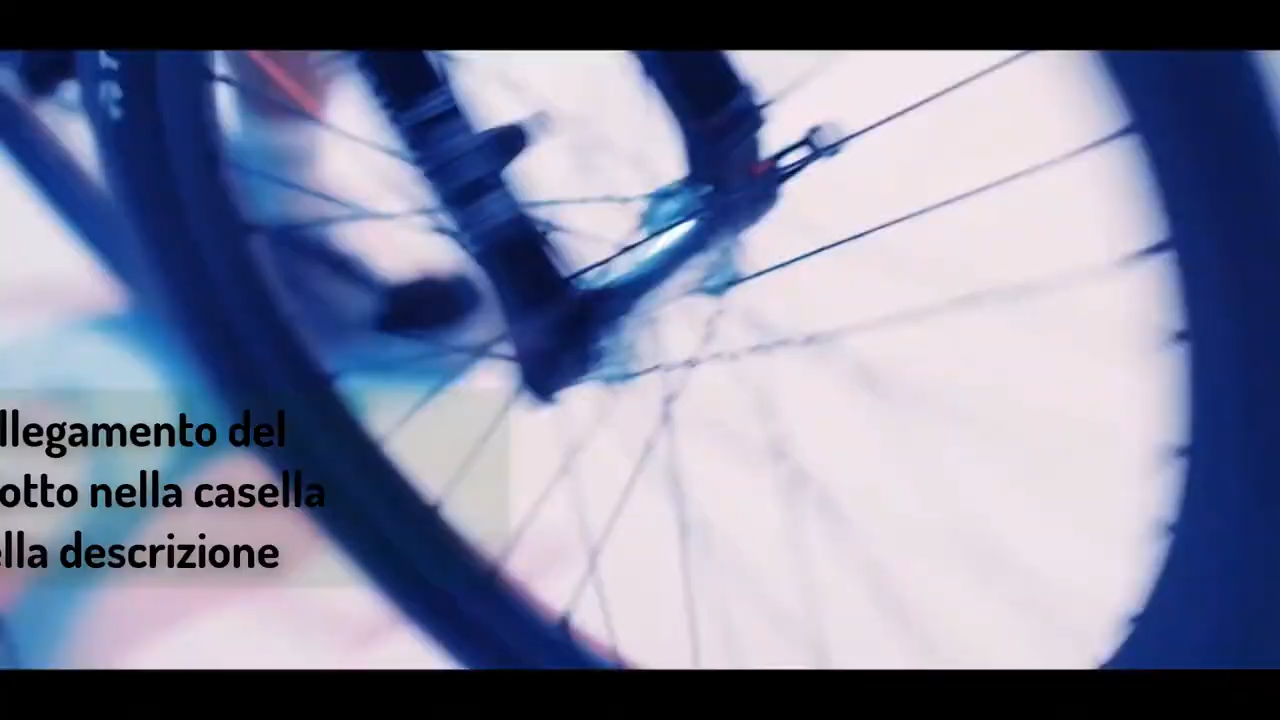 llegamento del
otto nella casella
ella descrizione